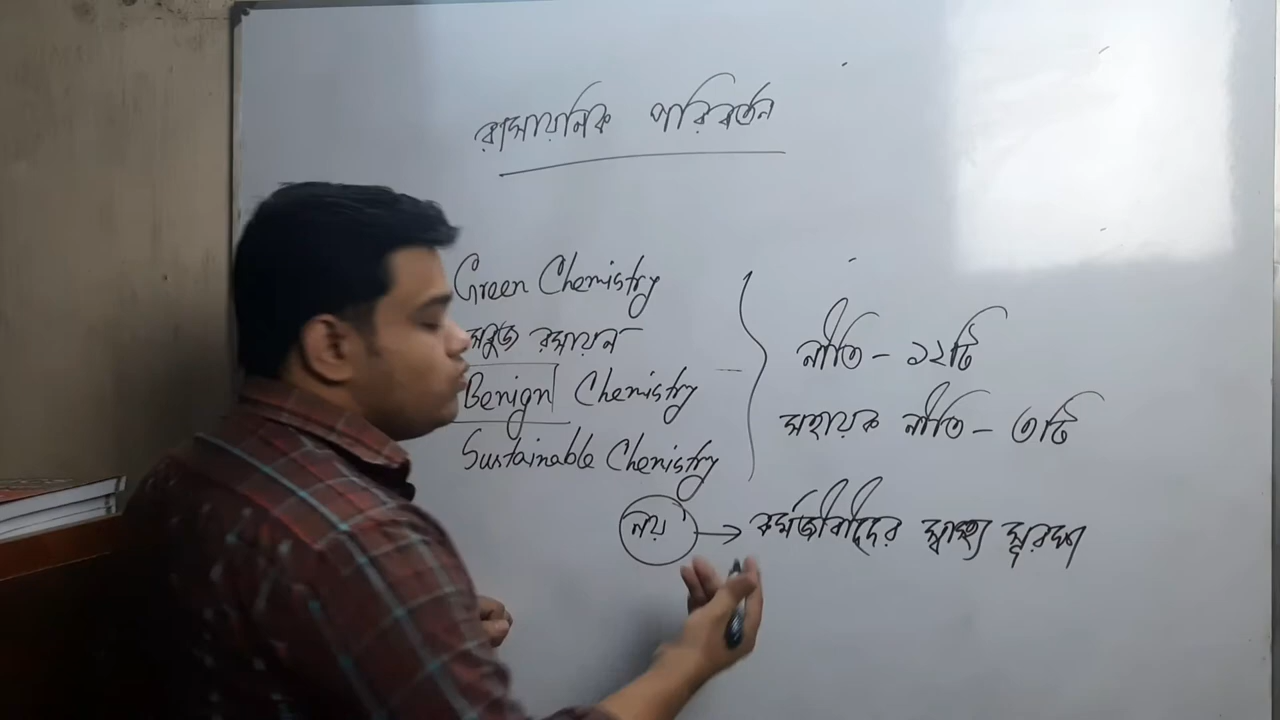 রাসায়নিক পরিবর্তন
Green Chemistry
সবুজ রসায়ন
Benign Chemistry
Sustainable Chemistry
নীতি - ১২টি
সহায়ক নীতি - ৩টি
নয় → কর্মজীবীদের স্বাস্থ্য সুরক্ষা